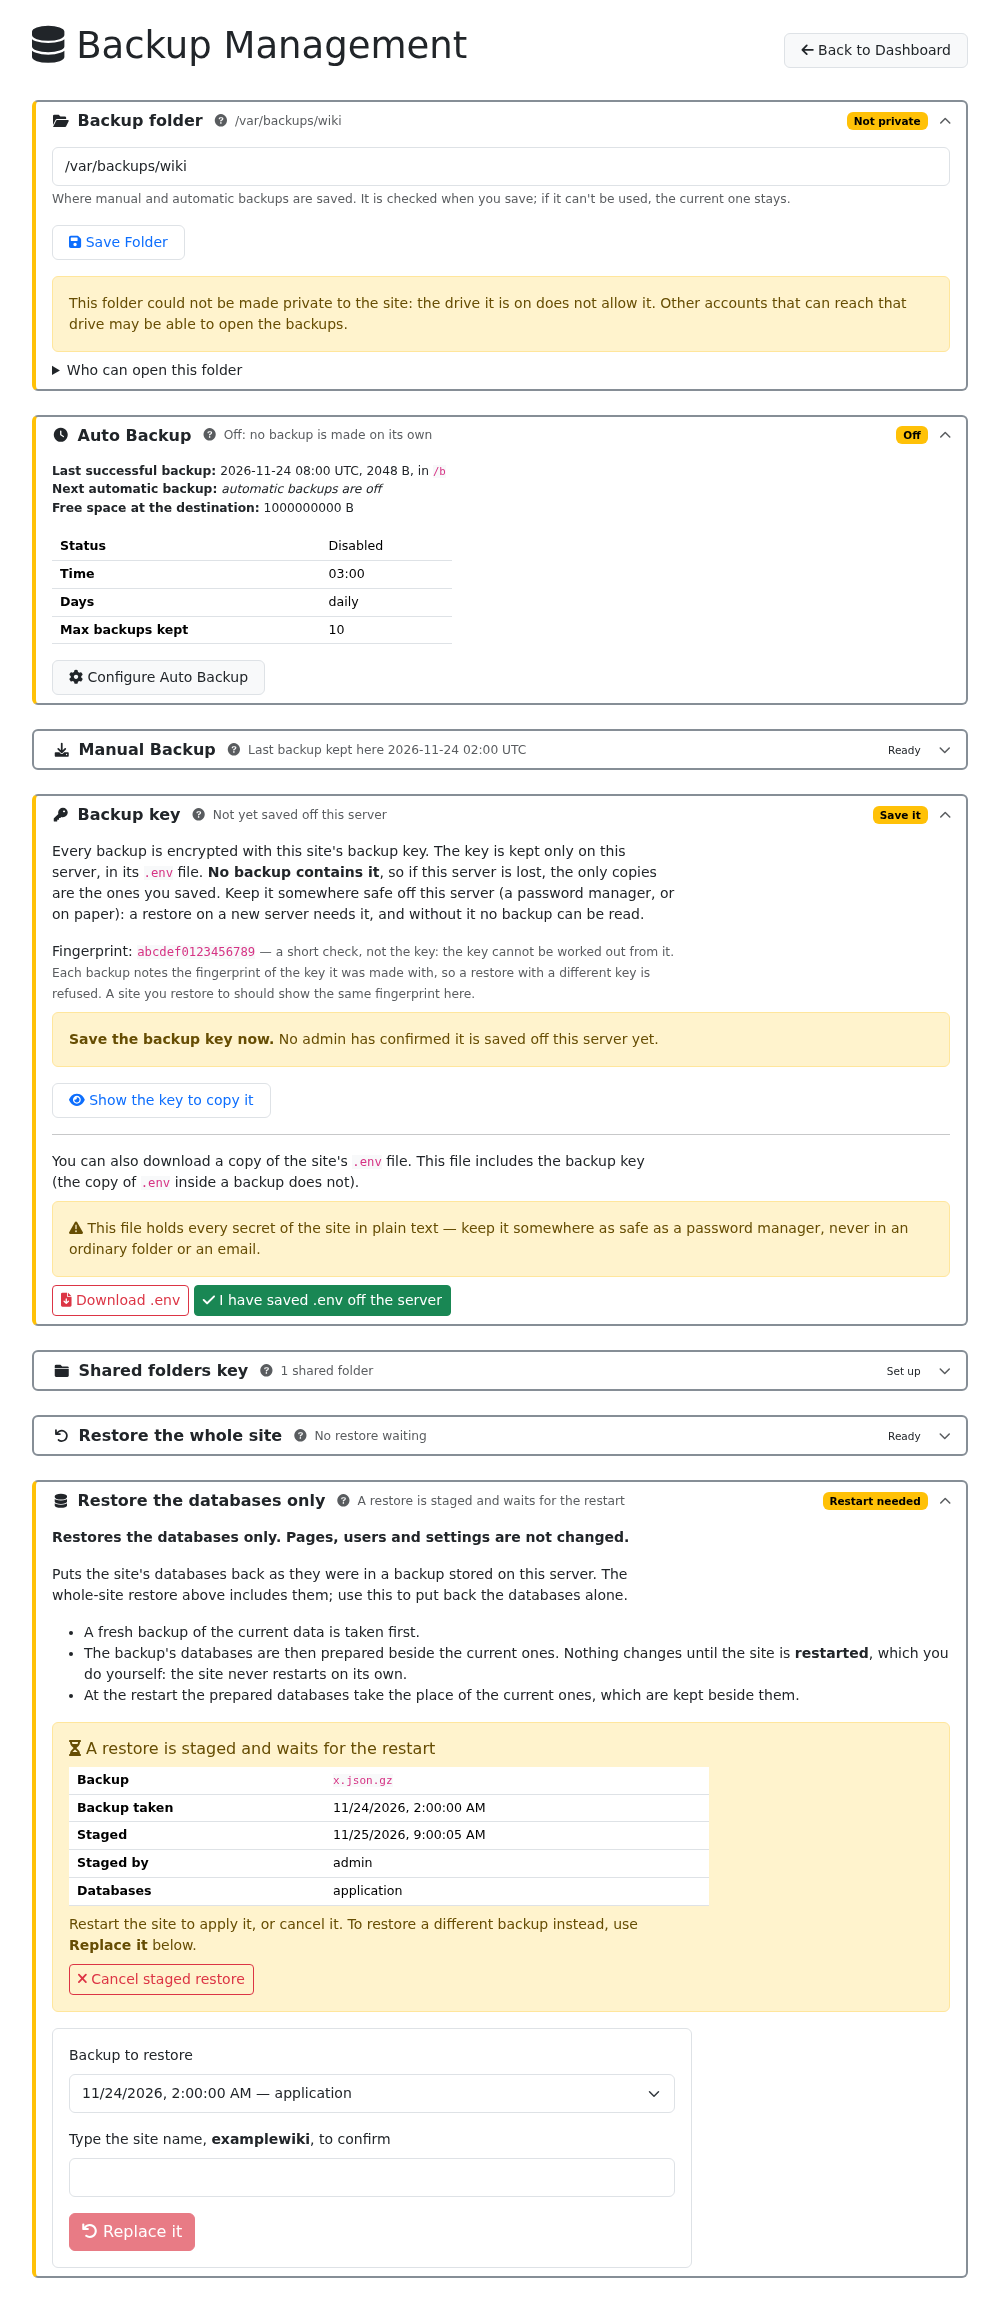 Backup Management
Back to Dashboard
Backup folder /var/backups/wiki Not private
/var/backups/wiki
Where manual and automatic backups are saved. It is checked when you save; if it can't be used, the current one stays.
Save Folder
This folder could not be made private to the site: the drive it is on does not allow it. Other accounts that can reach that
drive may be able to open the backups.
Who can open this folder
Auto Backup Off: no backup is made on its own Off
Last successful backup: 2026-11-24 08:00 UTC, 2048 B, in /b
Next automatic backup: automatic backups are off
Free space at the destination: 1000000000 B
Status Disabled
Time 03:00
Days daily
Max backups kept 10
Configure Auto Backup
Manual Backup Last backup kept here 2026-11-24 02:00 UTC Ready
Backup key Not yet saved off this server Save it
Every backup is encrypted with this site's backup key. The key is kept only on this
server, in its .env file. No backup contains it, so if this server is lost, the only copies
are the ones you saved. Keep it somewhere safe off this server (a password manager, or
on paper): a restore on a new server needs it, and without it no backup can be read.
Fingerprint: abcdef0123456789 — a short check, not the key: the key cannot be worked out from it.
Each backup notes the fingerprint of the key it was made with, so a restore with a different key is
refused. A site you restore to should show the same fingerprint here.
Save the backup key now. No admin has confirmed it is saved off this server yet.
Show the key to copy it
You can also download a copy of the site's .env file. This file includes the backup key
(the copy of .env inside a backup does not).
This file holds every secret of the site in plain text — keep it somewhere as safe as a password manager, never in an
ordinary folder or an email.
Download .env
I have saved .env off the server
Shared folders key 1 shared folder Set up
Restore the whole site No restore waiting Ready
Restore the databases only A restore is staged and waits for the restart Restart needed
Restores the databases only. Pages, users and settings are not changed.
Puts the site's databases back as they were in a backup stored on this server. The
whole-site restore above includes them; use this to put back the databases alone.
• A fresh backup of the current data is taken first.
• The backup's databases are then prepared beside the current ones. Nothing changes until the site is restarted, which you
do yourself: the site never restarts on its own.
• At the restart the prepared databases take the place of the current ones, which are kept beside them.
A restore is staged and waits for the restart
Backup x.json.gz
Backup taken 11/24/2026, 2:00:00 AM
Staged 11/25/2026, 9:00:05 AM
Staged by admin
Databases application
Restart the site to apply it, or cancel it. To restore a different backup instead, use
Replace it below.
Cancel staged restore
Backup to restore
11/24/2026, 2:00:00 AM — application
Type the site name, examplewiki, to confirm
Replace it